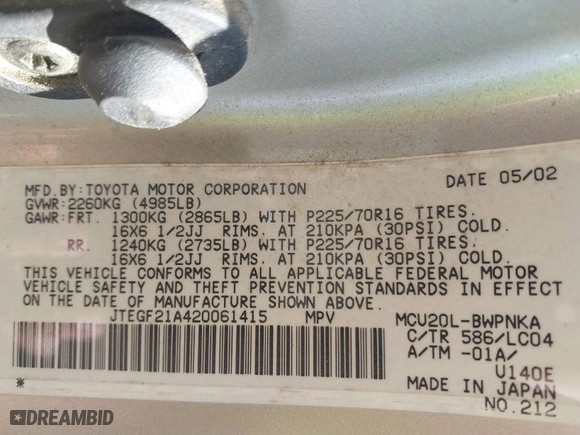 MFD.BY:TOYOTA MOTOR CORPORATION DATE 05/02
GVWR:2260KG (4985LB)
GAWR:FRT. 1300KG (2865LB) WITH P225/70R16 TIRES.
16X6 1/2JJ RIMS. AT 210KPA (30PSI) COLD.
RR. 1240KG (2735LB) WITH P225/70R16 TIRES.
16X6 1/2JJ RIMS. AT 210KPA (30PSI) COLD.
THIS VEHICLE CONFORMS TO ALL APPLICABLE FEDERAL MOTOR
VEHICLE SAFETY AND THEFT PREVENTION STANDARDS IN EFFECT
ON THE DATE OF MANUFACTURE SHOWN ABOVE.
JTEGF21A420061415 MPV MCU20L-BWPNKA
C/TR 586/LC04
A/TM -01A/
U140E
MADE IN JAPAN
* NO.212
DREAMBID